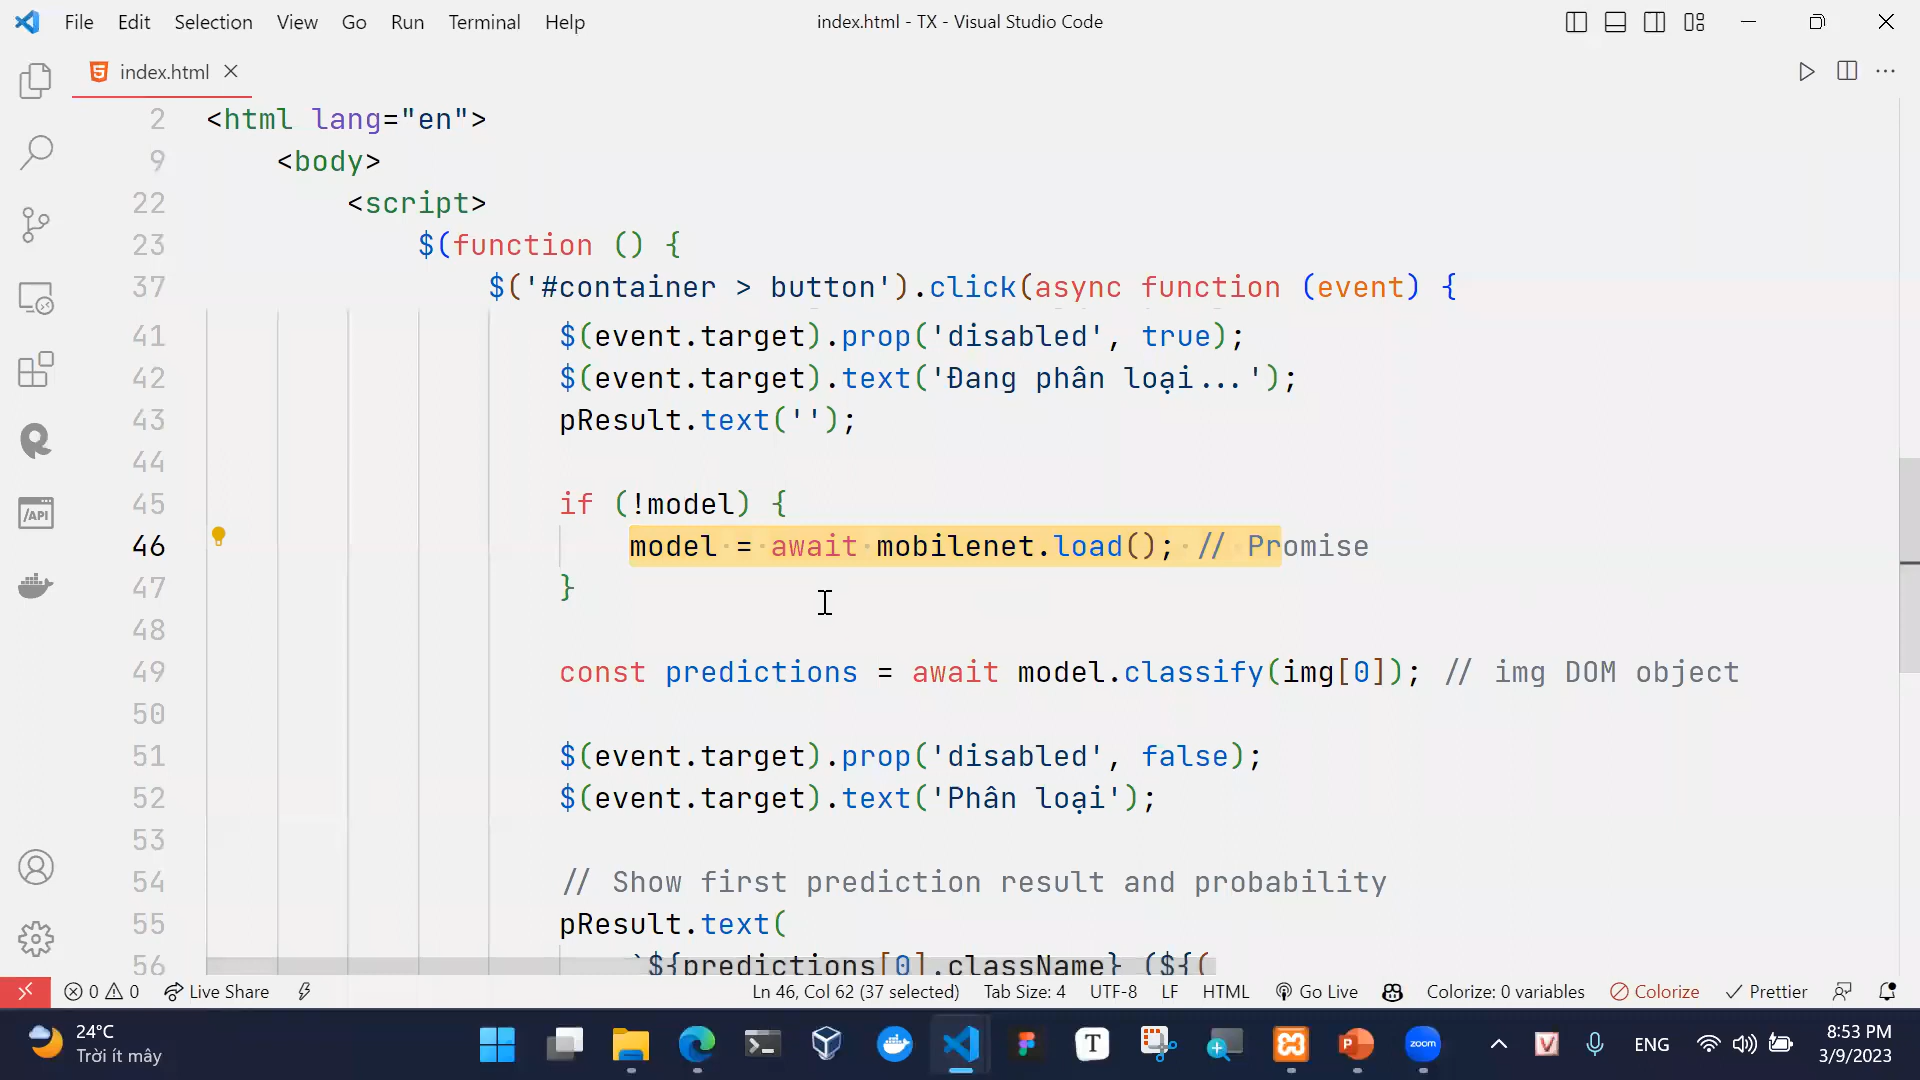 File Edit Selection View Go Run Terminal Help
index.html - TX - Visual Studio Code
index.html
2 <html lang="en">
9 <body>
22 <script>
23 $(function () {
37 $('#container > button').click(async function (event) {
41 $(event.target).prop('disabled', true);
42 $(event.target).text('Đang phân loại...');
43 pResult.text('');
44
45 if (!model) {
46 model = await mobilenet.load(); // Promise
47 }
48
49 const predictions = await model.classify(img[0]); // img DOM object
50
51 $(event.target).prop('disabled', false);
52 $(event.target).text('Phân loại');
53
54 // Show first prediction result and probability
55 pResult.text(
56 `${predictions[0].className} (${(
/API
0 0 Live Share Ln 46, Col 62 (37 selected) Tab Size: 4 UTF-8 LF HTML Go Live Colorize: 0 variables Colorize Prettier
24°C
Trời ít mây
T
zoom
V
ENG
8:53 PM
3/9/2023